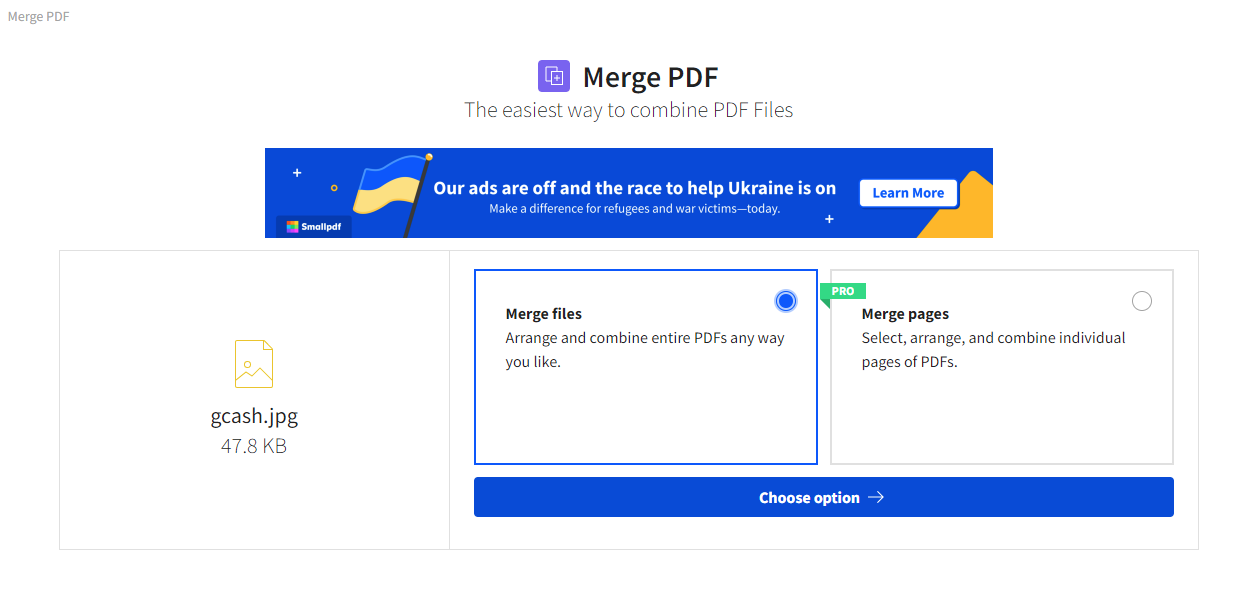 Merge PDF
Merge PDF
The easiest way to combine PDF Files
Our ads are off and the race to help Ukraine is on
Make a difference for refugees and war victims—today.
Learn More
Smallpdf
gcash.jpg
47.8 KB
Merge files
Arrange and combine entire PDFs any way
you like.
PRO
Merge pages
Select, arrange, and combine individual
pages of PDFs.
Choose option